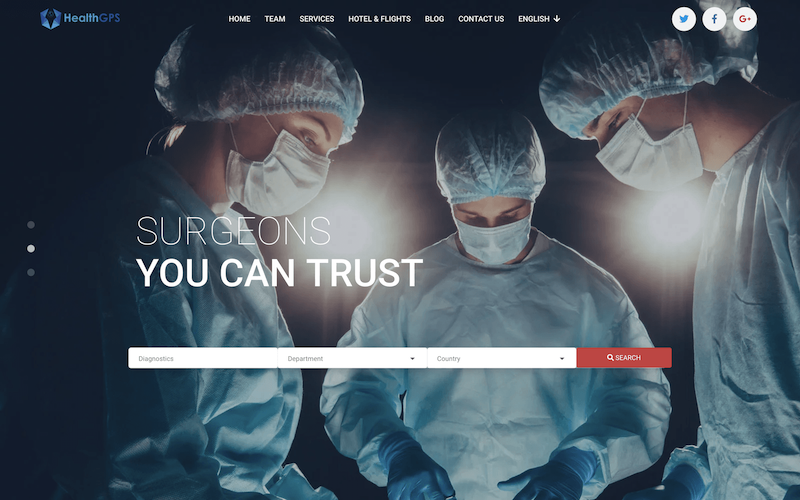 HealthGPS
HOME TEAM SERVICES HOTEL & FLIGHTS BLOG CONTACT US ENGLISH
SURGEONS
YOU CAN TRUST
Diagnostics Department Country SEARCH